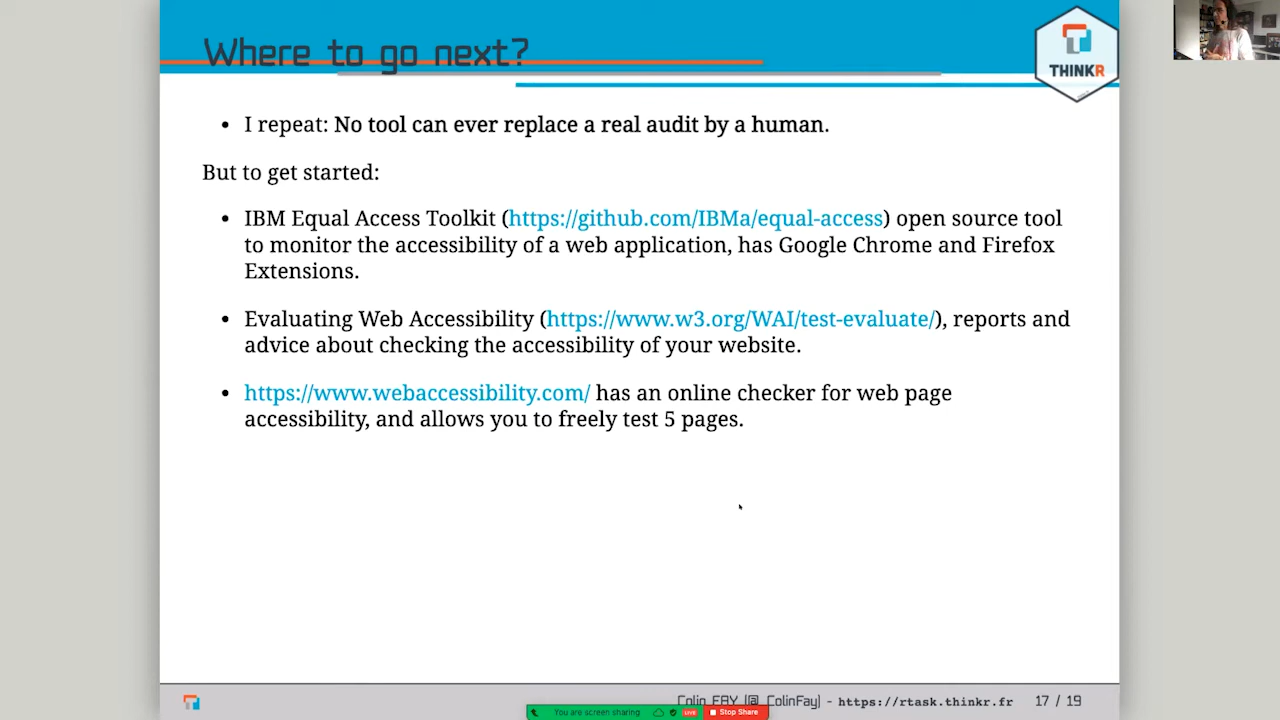 Where to go next?
THINKR
• I repeat: No tool can ever replace a real audit by a human.
But to get started:
• IBM Equal Access Toolkit (https://github.com/IBMa/equal-access) open source tool
to monitor the accessibility of a web application, has Google Chrome and Firefox
Extensions.
• Evaluating Web Accessibility (https://www.w3.org/WAI/test-evaluate/), reports and
advice about checking the accessibility of your website.
• https://www.webaccessibility.com/ has an online checker for web page
accessibility, and allows you to freely test 5 pages.
Colin FAY (@_ColinFay) - https://rtask.thinkr.fr 17 / 19
You are screen sharing LIVE Stop Share